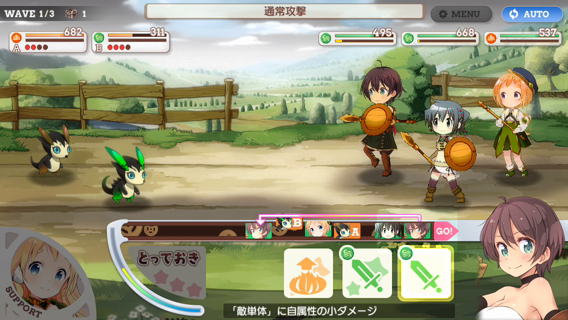 WAVE 1/3 1
通常攻撃
MENU
AUTO
682
A
311
B
495
668
537
B
A
GO!
とっておき
SUPPORT
「敵単体」に自属性の小ダメージ